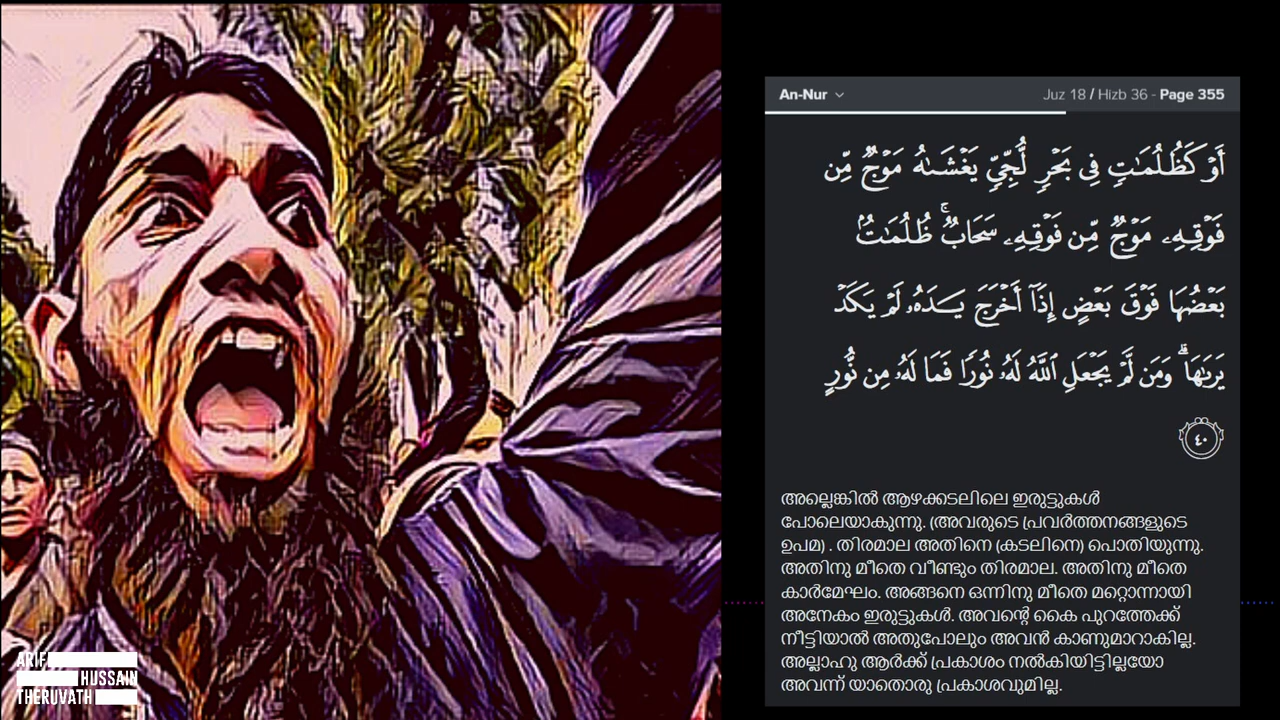 An-Nur
Juz 18 / Hizb 36 - Page 355
أَوْ كَظُلُمَـٰتٍ فِى بَحْرٍ لُّجِّىٍّ يَغْشَىٰهُ مَوْجٌ مِّن
فَوْقِهِۦ مَوْجٌ مِّن فَوْقِهِۦ سَحَابٌ ۚ ظُلُمَـٰتٌۢ
بَعْضُهَا فَوْقَ بَعْضٍ إِذَآ أَخْرَجَ يَدَهُۥ لَمْ يَكَدْ
يَرَىٰهَا ۗ وَمَن لَّمْ يَجْعَلِ ٱللَّهُ لَهُۥ نُورًا فَمَا لَهُۥ مِن نُّورٍ
٤٠
അല്ലെങ്കിൽ ആഴക്കടലിലെ ഇരുട്ടുകൾ
പോലെയാകുന്നു. (അവരുടെ പ്രവർത്തനങ്ങളുടെ
ഉപമ) . തിരമാല അതിനെ (കടലിനെ) പൊതിയുന്നു.
അതിനു മീതെ വീണ്ടും തിരമാല. അതിനു മീതെ
കാർമേഘം. അങ്ങനെ ഒന്നിനു മീതെ മറ്റൊന്നായി
അനേകം ഇരുട്ടുകൾ. അവന്റെ കൈ പുറത്തേക്ക്
നീട്ടിയാൽ അതുപോലും അവൻ കാണുമാറാകില്ല.
അല്ലാഹു ആർക്ക് പ്രകാശം നൽകിയിട്ടില്ലയോ
അവന്ന് യാതൊരു പ്രകാശവുമില്ല.
ARIF
HUSSAIN
THERUVATH